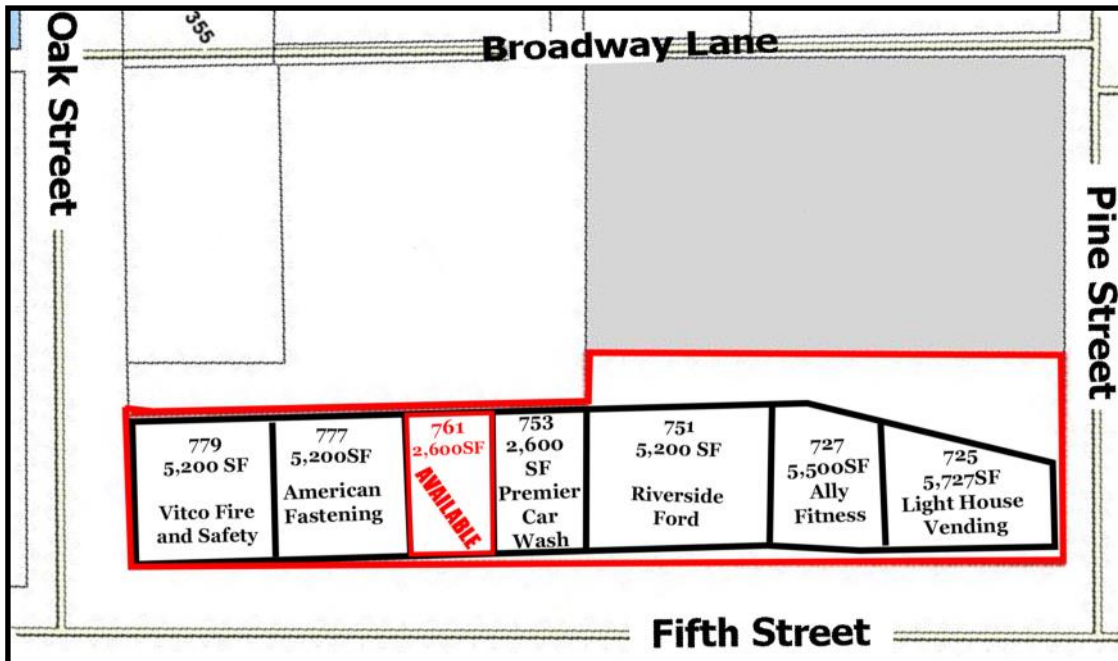 355
Broadway Lane
Oak Street
Pine Street
779
5,200 SF
Vitco Fire
and Safety
777
5,200SF
American
Fastening
761
2,600SF
AVAILABLE
753
2,600
SF
Premier
Car
Wash
751
5,200 SF
Riverside
Ford
727
5,500SF
Ally
Fitness
725
5,727SF
Light House
Vending
Fifth Street